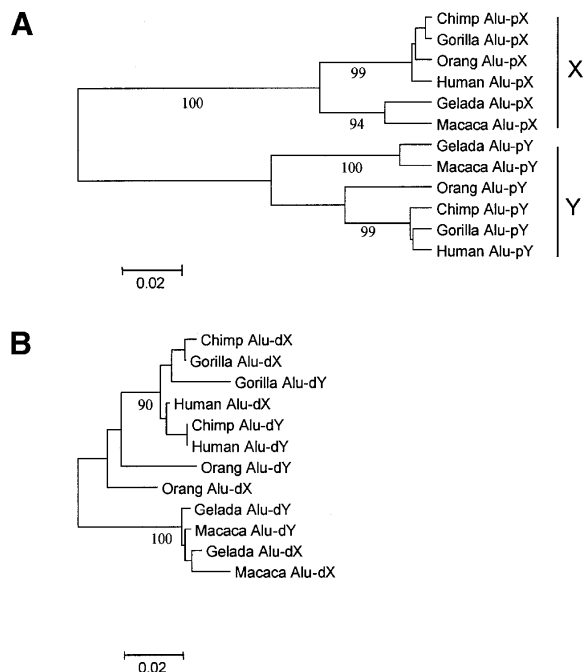 A
Chimp Alu-pX
Gorilla Alu-pX
Orang Alu-pX
99
Human Alu-pX
X
100
Gelada Alu-pX
94
Macaca Alu-pX
Gelada Alu-pY
100
Macaca Alu-pY
Orang Alu-pY
Chimp Alu-pY
Y
99
Gorilla Alu-pY
Human Alu-pY
0.02
B
Chimp Alu-dX
Gorilla Alu-dX
Gorilla Alu-dY
90
Human Alu-dX
Chimp Alu-dY
Human Alu-dY
Orang Alu-dY
Orang Alu-dX
Gelada Alu-dY
Macaca Alu-dY
100
Gelada Alu-dX
Macaca Alu-dX
0.02